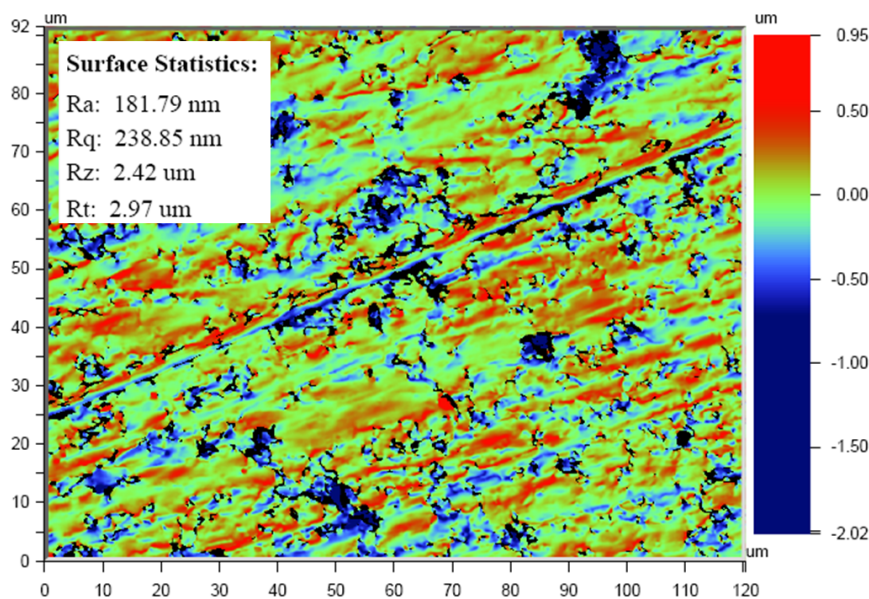 um
um
92
0.95
Surface Statistics:
80
Ra: 181.79 nm
0.50
Rq: 238.85 nm
70
Rz: 2.42 um
0.00
60
Rt: 2.97 um
-0.50
50
40
-1.00
30
-1.50
20
10
-2.02
um
0
0 10 20 30 40 50 60 70 80 90 100 110 120